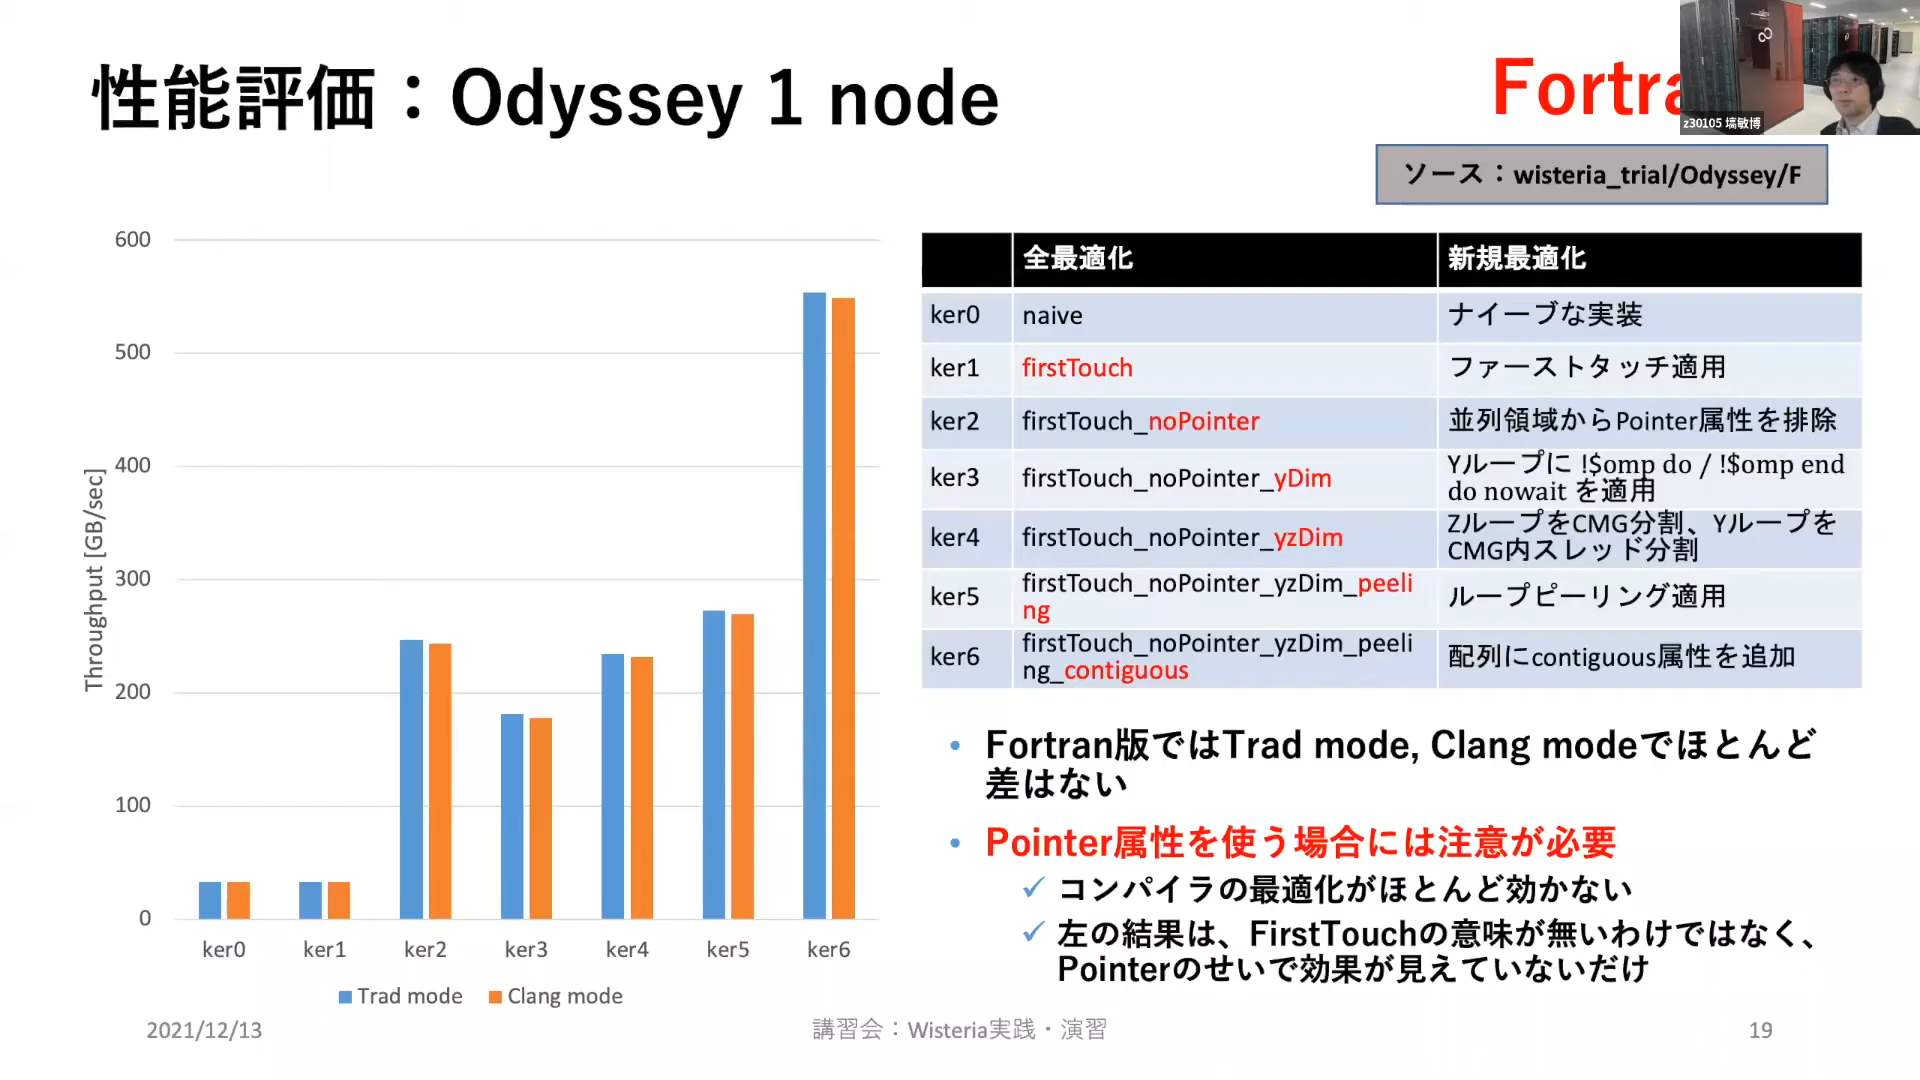 性能評価：Odyssey 1 node
Fortra
z30105 塙敏博
ソース：wisteria_trial/Odyssey/F
600
500
400
300
200
100
0
Throughput [GB/sec]
ker0 ker1 ker2 ker3 ker4 ker5 ker6
Trad mode Clang mode
全最適化 新規最適化
ker0 naive ナイーブな実装
ker1 firstTouch ファーストタッチ適用
ker2 firstTouch_noPointer 並列領域からPointer属性を排除
ker3 firstTouch_noPointer_yDim Yループに !$omp do / !$omp end
do nowait を適用
ker4 firstTouch_noPointer_yzDim ZループをCMG分割、Yループを
CMG内スレッド分割
ker5 firstTouch_noPointer_yzDim_peeli
ng ループピーリング適用
ker6 firstTouch_noPointer_yzDim_peeli
ng_contiguous 配列にcontiguous属性を追加
• Fortran版ではTrad mode, Clang modeでほとんど
差はない
• Pointer属性を使う場合には注意が必要
✓ コンパイラの最適化がほとんど効かない
✓ 左の結果は、FirstTouchの意味が無いわけではなく、
Pointerのせいで効果が見えていないだけ
2021/12/13
講習会：Wisteria実践・演習
19